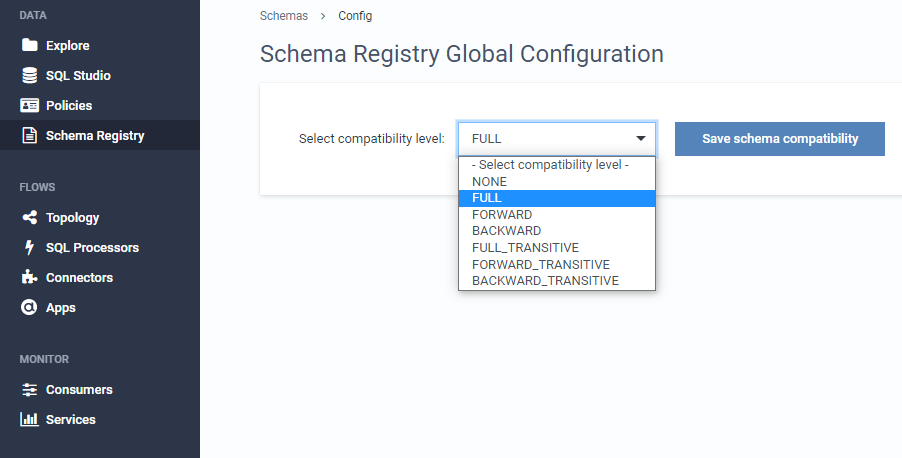 DATA
Explore
SQL Studio
Policies
Schema Registry
FLOWS
Topology
SQL Processors
Connectors
Apps
MONITOR
Consumers
Services
Schemas > Config
Schema Registry Global Configuration
Select compatibility level: FULL Save schema compatibility
- Select compatibility level -
NONE
FULL
FORWARD
BACKWARD
FULL_TRANSITIVE
FORWARD_TRANSITIVE
BACKWARD_TRANSITIVE